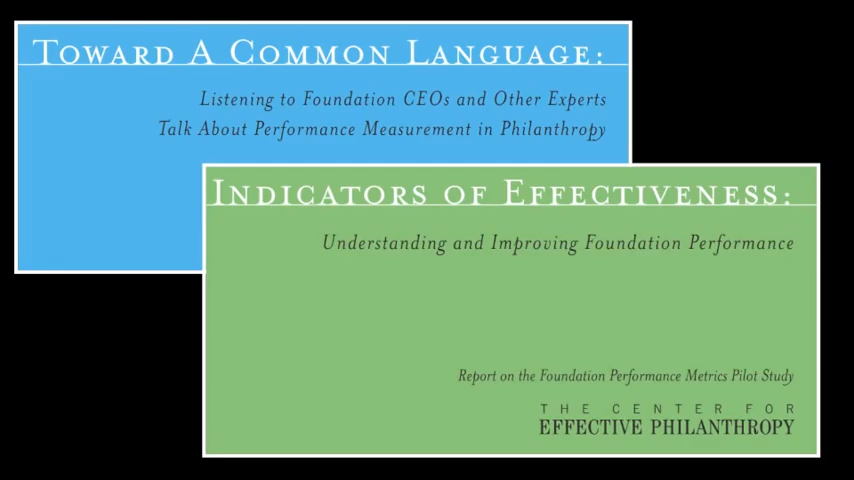 Toward A Common Language:
Listening to Foundation CEOs and Other Experts
Talk About Performance Measurement in Philanthropy
Indicators of Effectiveness:
Understanding and Improving Foundation Performance
Report on the Foundation Performance Metrics Pilot Study
THE CENTER FOR
EFFECTIVE PHILANTHROPY